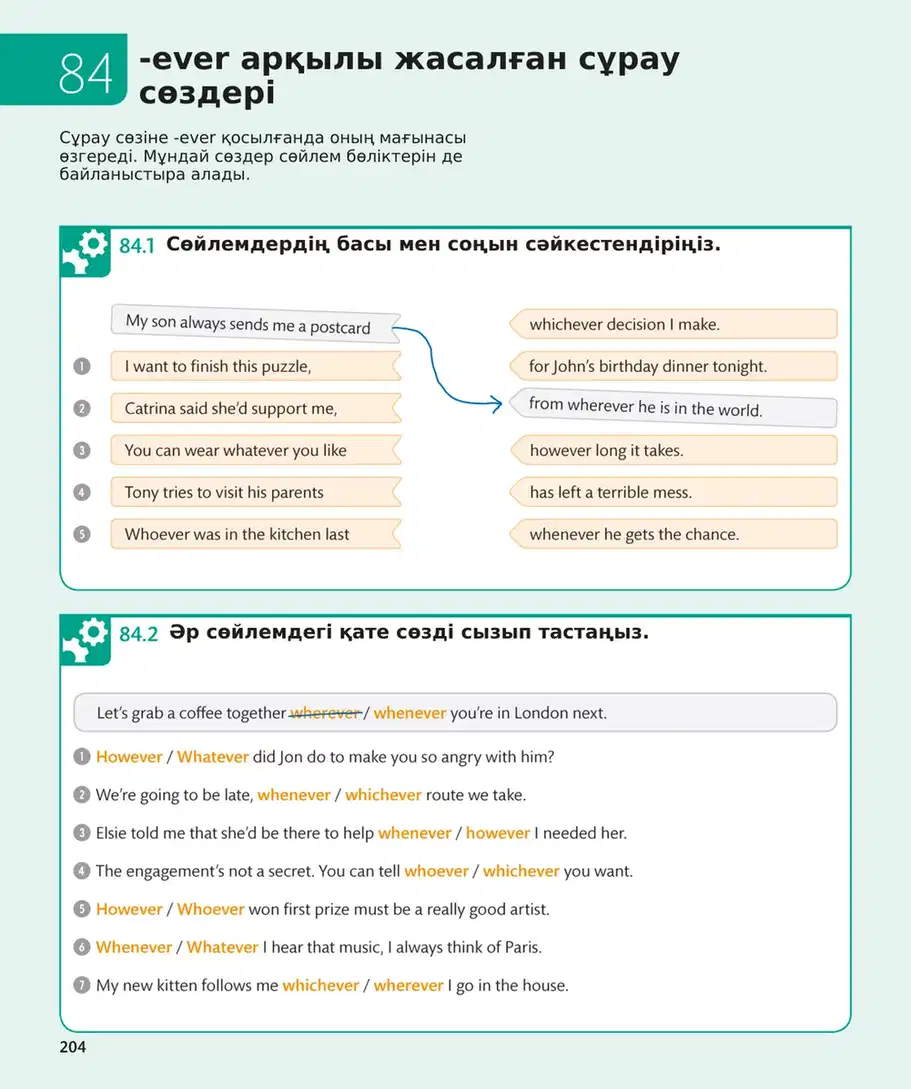 84
-ever арқылы жасалған сұрау
сөздері
Сұрау сөзіне -ever қосылғанда оның мағынасы
өзгереді. Мұндай сөздер сөйлем бөліктерін де
байланыстыра алады.
84.1 Сөйлемдердің басы мен соңын сәйкестендіріңіз.
My son always sends me a postcard
whichever decision I make.
1 I want to finish this puzzle,
for John's birthday dinner tonight.
2 Catrina said she'd support me,
from wherever he is in the world.
3 You can wear whatever you like
however long it takes.
4 Tony tries to visit his parents
has left a terrible mess.
5 Whoever was in the kitchen last
whenever he gets the chance.
84.2 Әр сөйлемдегі қате сөзді сызып тастаңыз.
Let's grab a coffee together wherever / whenever you're in London next.
1 However / Whatever did Jon do to make you so angry with him?
2 We're going to be late, whenever / whichever route we take.
3 Elsie told me that she'd be there to help whenever / however I needed her.
4 The engagement's not a secret. You can tell whoever / whichever you want.
5 However / Whoever won first prize must be a really good artist.
6 Whenever / Whatever I hear that music, I always think of Paris.
7 My new kitten follows me whichever / wherever I go in the house.
204